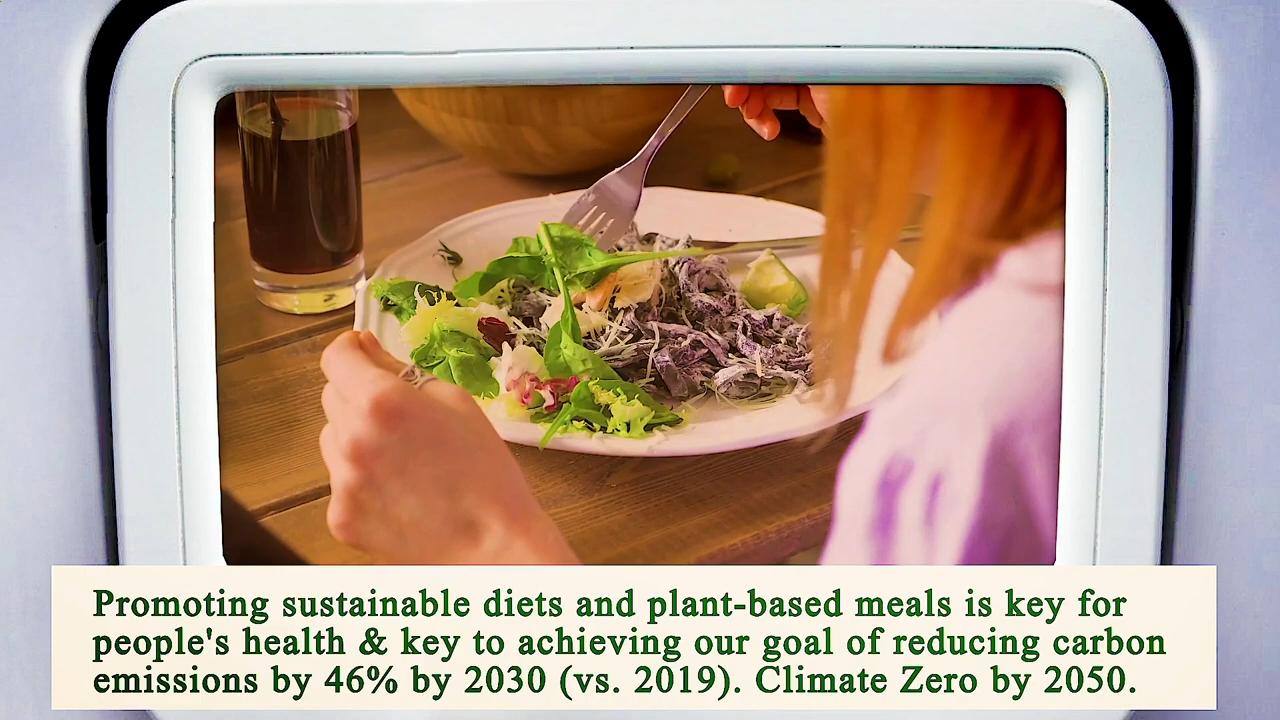 Promoting sustainable diets and plant-based meals is key for
people's health & key to achieving our goal of reducing carbon
emissions by 46% by 2030 (vs. 2019). Climate Zero by 2050.